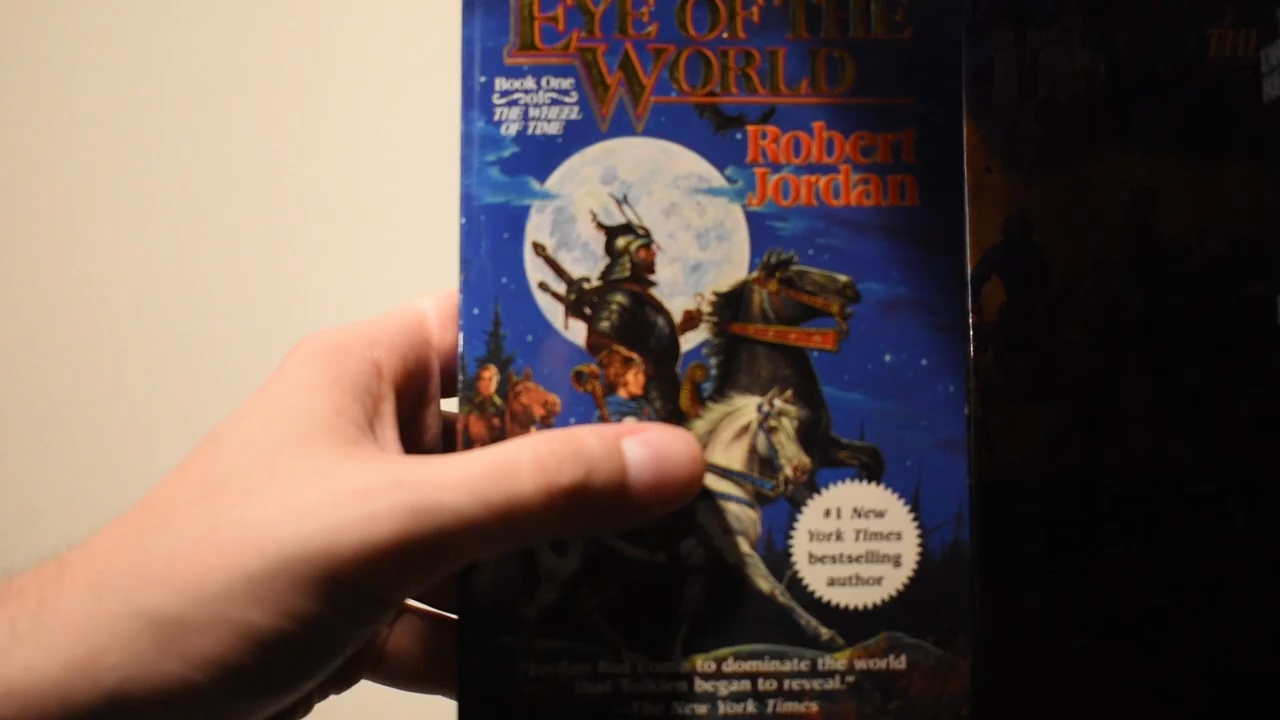 EYE OF THE
WORLD
Book One
of
THE WHEEL
OF TIME
Robert
Jordan
#1 New
York Times
bestselling
author
"Jordan has come to dominate the world
that Tolkien began to reveal."
—The New York Times
TH